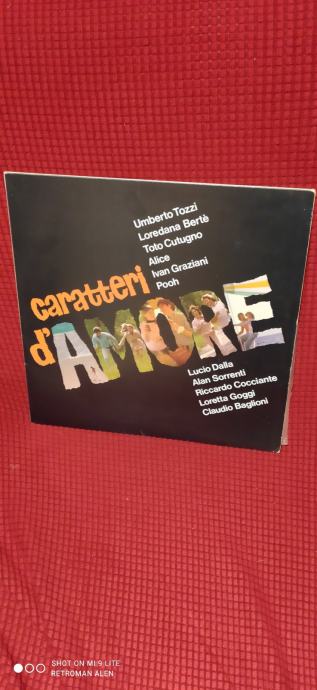 Umberto Tozzi
Loredana Bertè
Toto Cutugno
Alice
Ivan Graziani
Pooh
caratteri
d'AMORE
Lucio Dalla
Alan Sorrenti
Riccardo Cocciante
Loretta Goggi
Claudio Baglioni
SHOT ON MI 9 LITE
RETROMAN ALEN